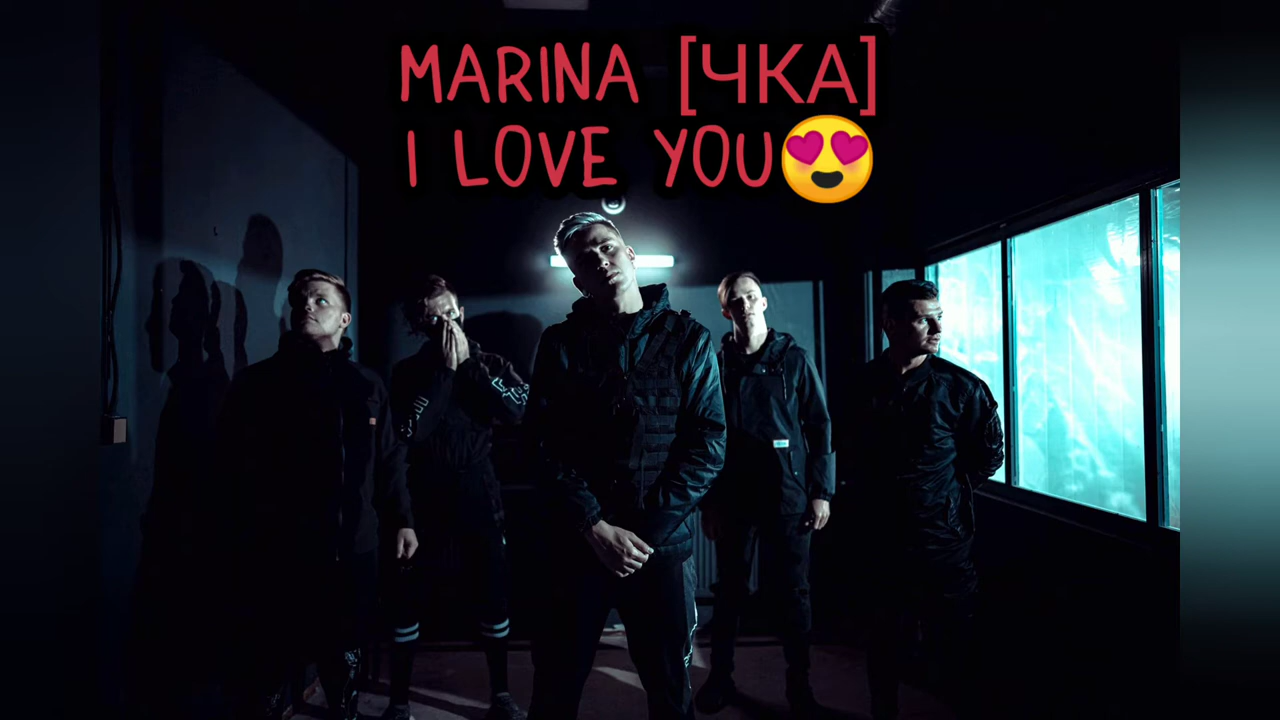 MARINA [ЧКА]
I LOVE YOU😍